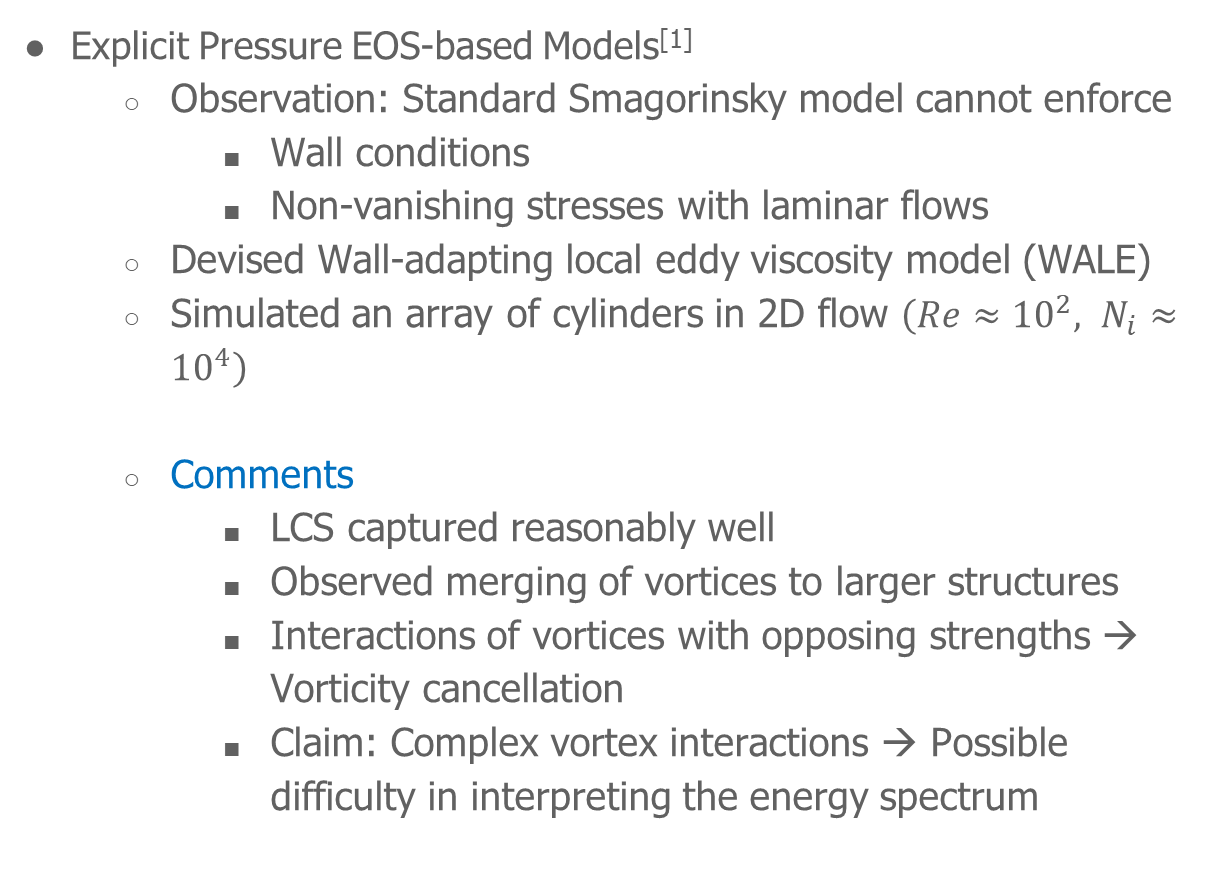 ● Explicit Pressure EOS-based Models[1]
○ Observation: Standard Smagorinsky model cannot enforce
■ Wall conditions
■ Non-vanishing stresses with laminar flows
○ Devised Wall-adapting local eddy viscosity model (WALE)
○ Simulated an array of cylinders in 2D flow (𝑅𝑒 ≈ 10², 𝑁ᵢ ≈
10⁴)
○ Comments
■ LCS captured reasonably well
■ Observed merging of vortices to larger structures
■ Interactions of vortices with opposing strengths →
Vorticity cancellation
■ Claim: Complex vortex interactions → Possible
difficulty in interpreting the energy spectrum